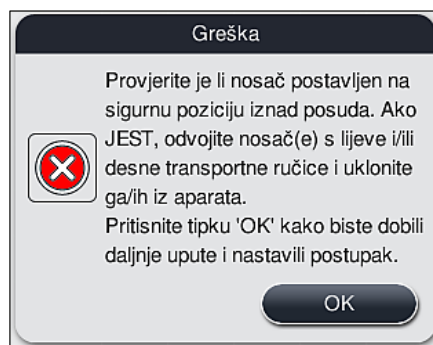 Greška
Provjerite je li nosač postavljen na
sigurnu poziciju iznad posuda. Ako
JEST, odvojite nosač(e) s lijeve i/ili
desne transportne ručice i uklonite
ga/ih iz aparata.
Pritisnite tipku 'OK' kako biste dobili
daljnje upute i nastavili postupak.
OK